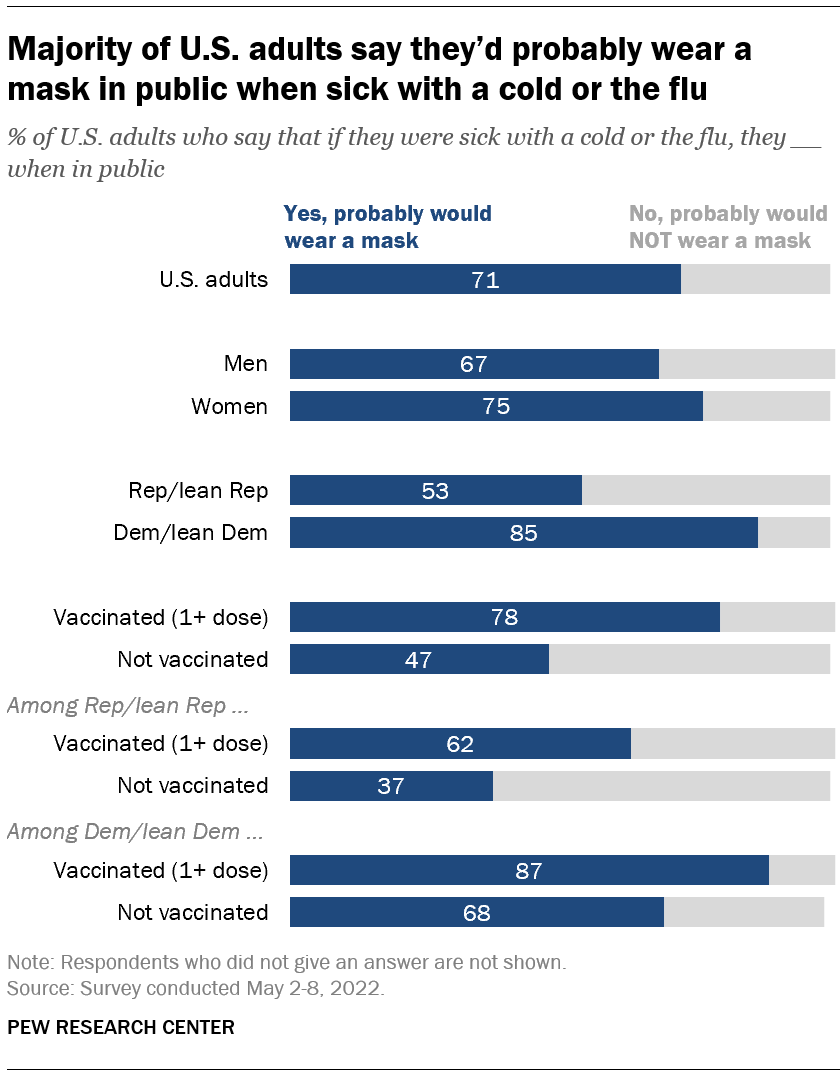 Majority of U.S. adults say they’d probably wear a
mask in public when sick with a cold or the flu
% of U.S. adults who say that if they were sick with a cold or the flu, they __
when in public
Yes, probably would
wear a mask
No, probably would
NOT wear a mask
U.S. adults 71
Men 67
Women 75
Rep/lean Rep 53
Dem/lean Dem 85
Vaccinated (1+ dose) 78
Not vaccinated 47
Among Rep/lean Rep ...
Vaccinated (1+ dose) 62
Not vaccinated 37
Among Dem/lean Dem ...
Vaccinated (1+ dose) 87
Not vaccinated 68
Note: Respondents who did not give an answer are not shown.
Source: Survey conducted May 2-8, 2022.
PEW RESEARCH CENTER